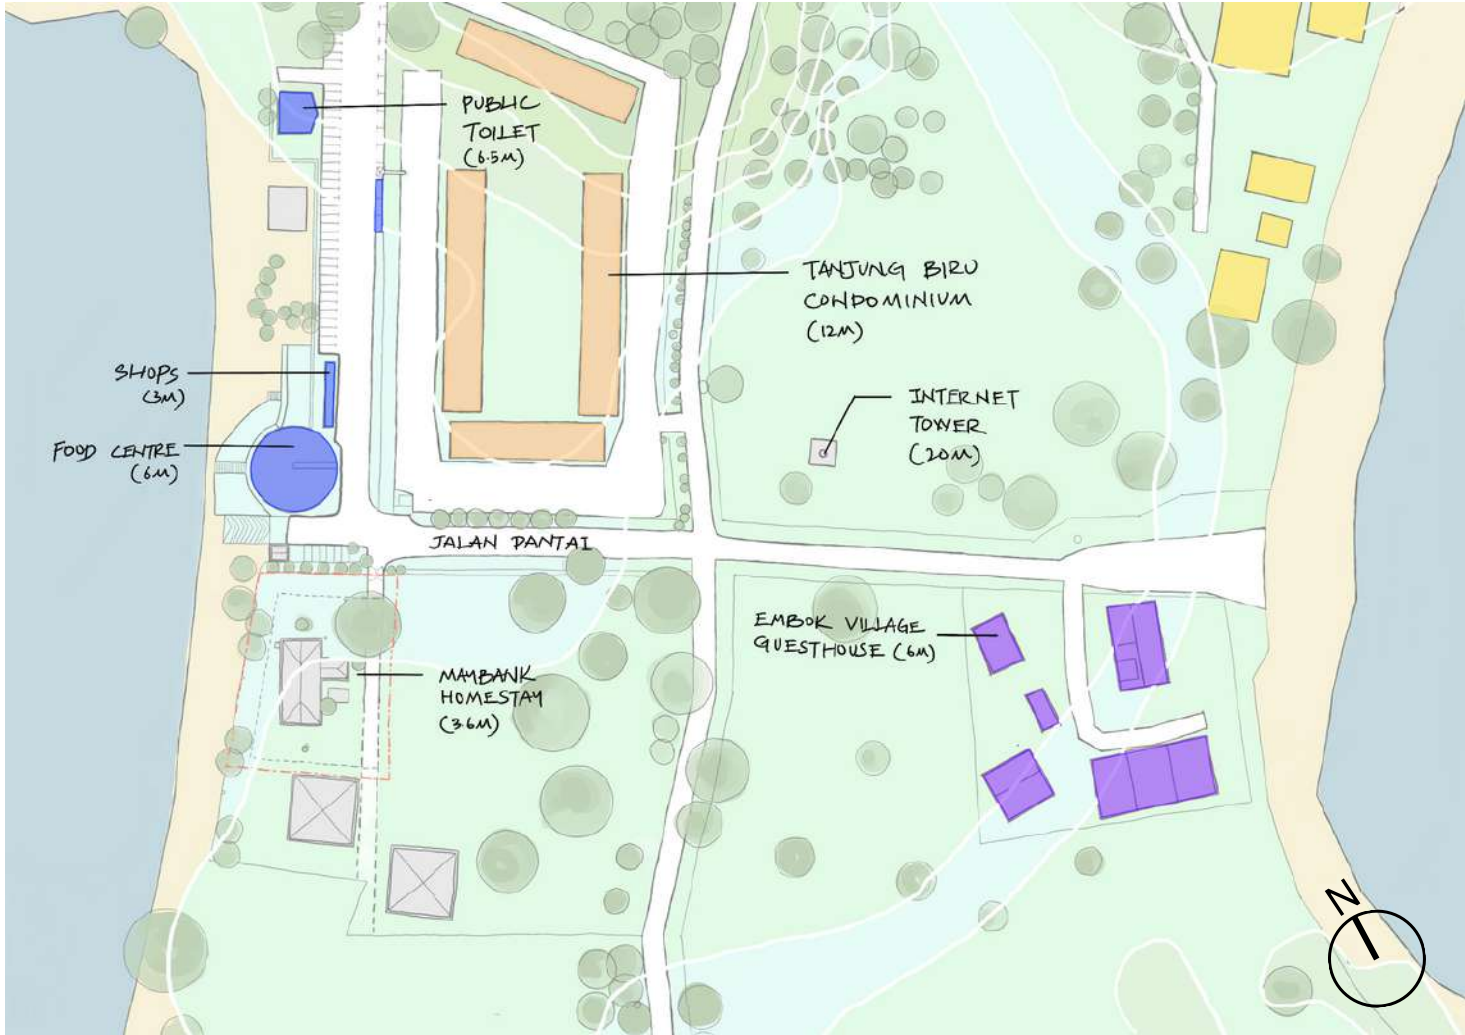 PUBLIC
TOILET
(6.5M)
TANJUNG BIRU
CONDOMINIUM
(12M)
SHOPS
(3M)
INTERNET
TOWER
(20M)
FOOD CENTRE
(6M)
JALAN PANTAI
EMBOK VILLAGE
GUESTHOUSE (6M)
MAYBANK
HOMESTAY
(3.6M)
N